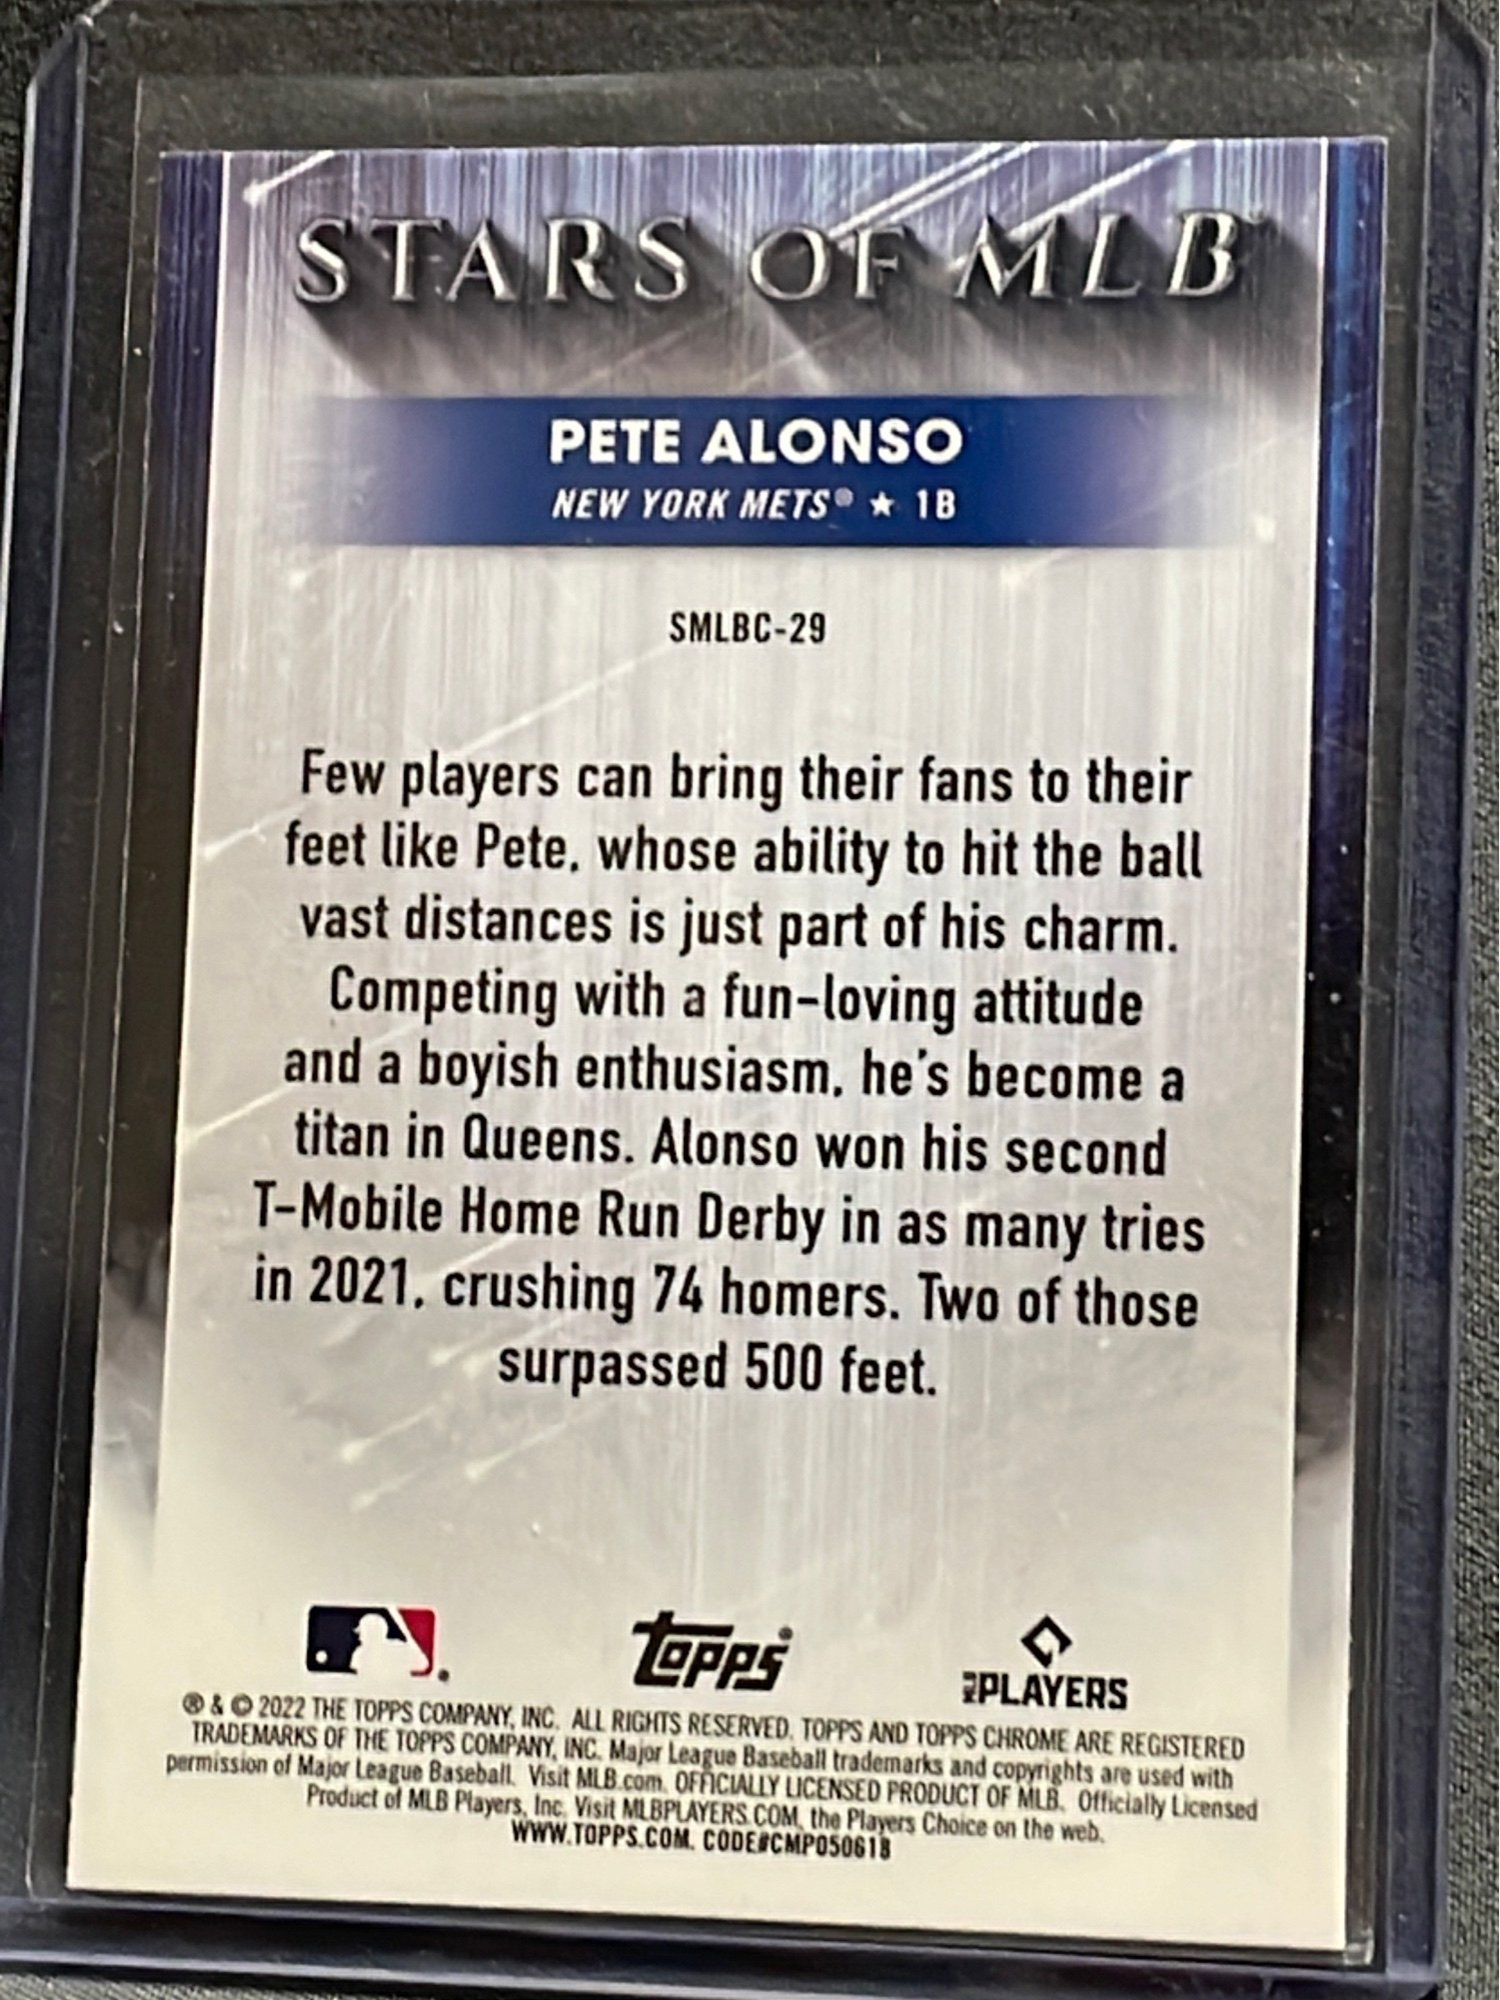 STARS OF MLB
PETE ALONSO
NEW YORK METS® ★ 1B
SMLBC-29
Few players can bring their fans to their
feet like Pete, whose ability to hit the ball
vast distances is just part of his charm.
Competing with a fun-loving attitude
and a boyish enthusiasm, he's become a
titan in Queens. Alonso won his second
T-Mobile Home Run Derby in as many tries
in 2021, crushing 74 homers. Two of those
surpassed 500 feet.
Topps®
MLB PLAYERS
® & © 2022 THE TOPPS COMPANY, INC. ALL RIGHTS RESERVED. TOPPS AND TOPPS CHROME ARE REGISTERED
TRADEMARKS OF THE TOPPS COMPANY, INC. Major League Baseball trademarks and copyrights are used with
permission of Major League Baseball. Visit MLB.com. OFFICIALLY LICENSED PRODUCT OF MLB. Officially Licensed
Product of MLB Players, Inc. Visit MLBPLAYERS.COM, the Players Choice on the web.
WWW.TOPPS.COM. CODE#CMP050618